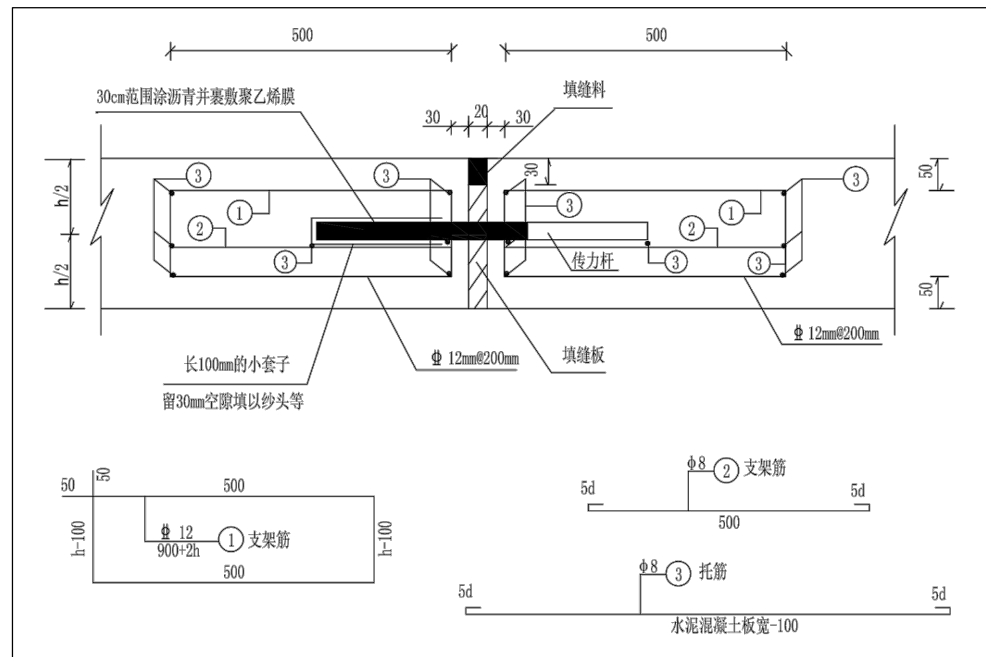 500
500
30cm范围涂沥青并裹敷聚乙烯膜
填缝料
30
20
30
③
③
30
③
50
h/2
①
③
①
②
②
h/2
③
传力杆
③
③
50
Φ 12mm@200mm
Φ 12mm@200mm
长100mm的小套子
填缝板
留30mm空隙填以纱头等
50
50
500
h-100
Φ 12
900+2h
① 支架筋
h-100
500
ϕ8
② 支架筋
5d
5d
500
ϕ8
③ 托筋
5d
5d
水泥混凝土板宽-100